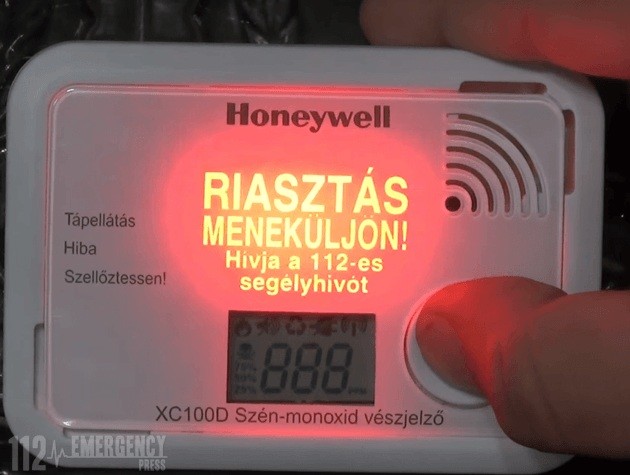 Honeywell
RIASZTÁS
MENEKÜLJÖN!
Hívja a 112-es
segélyhívót
Tápellátás
Hiba
Szellőztessen!
888
XC100D Szén-monoxid vészjelző
112 EMERGENCY
PRESS